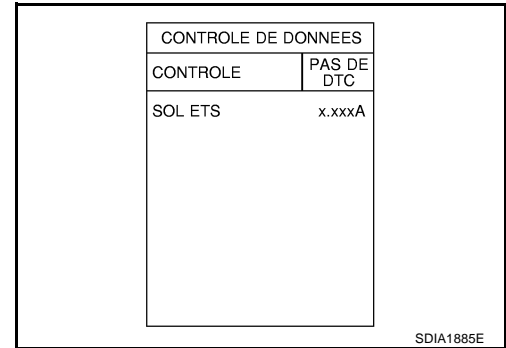 CONTROLE DE DONNEES
CONTROLE PAS DE DTC
SOL ETS x.xxxA
SDIA1885E